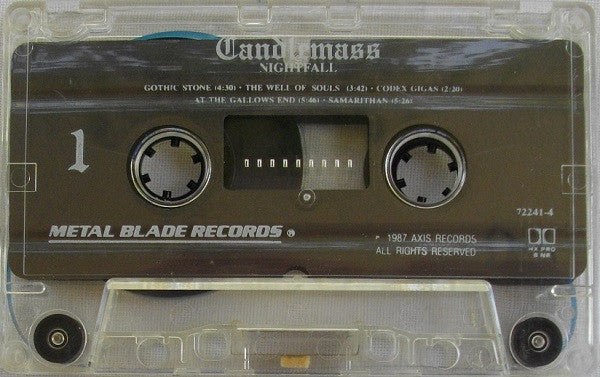 Candlemass
NIGHTFALL
GOTHIC STONE (4:30) · THE WELL OF SOULS (3:42) · CODEX GIGAS (2:20)
AT THE GALLOWS END (5:46) · SAMARITHAN (5:26)
1
72241-4
METAL BLADE RECORDS ®
℗ 1987 AXIS RECORDS
ALL RIGHTS RESERVED
HX PRO
B NR